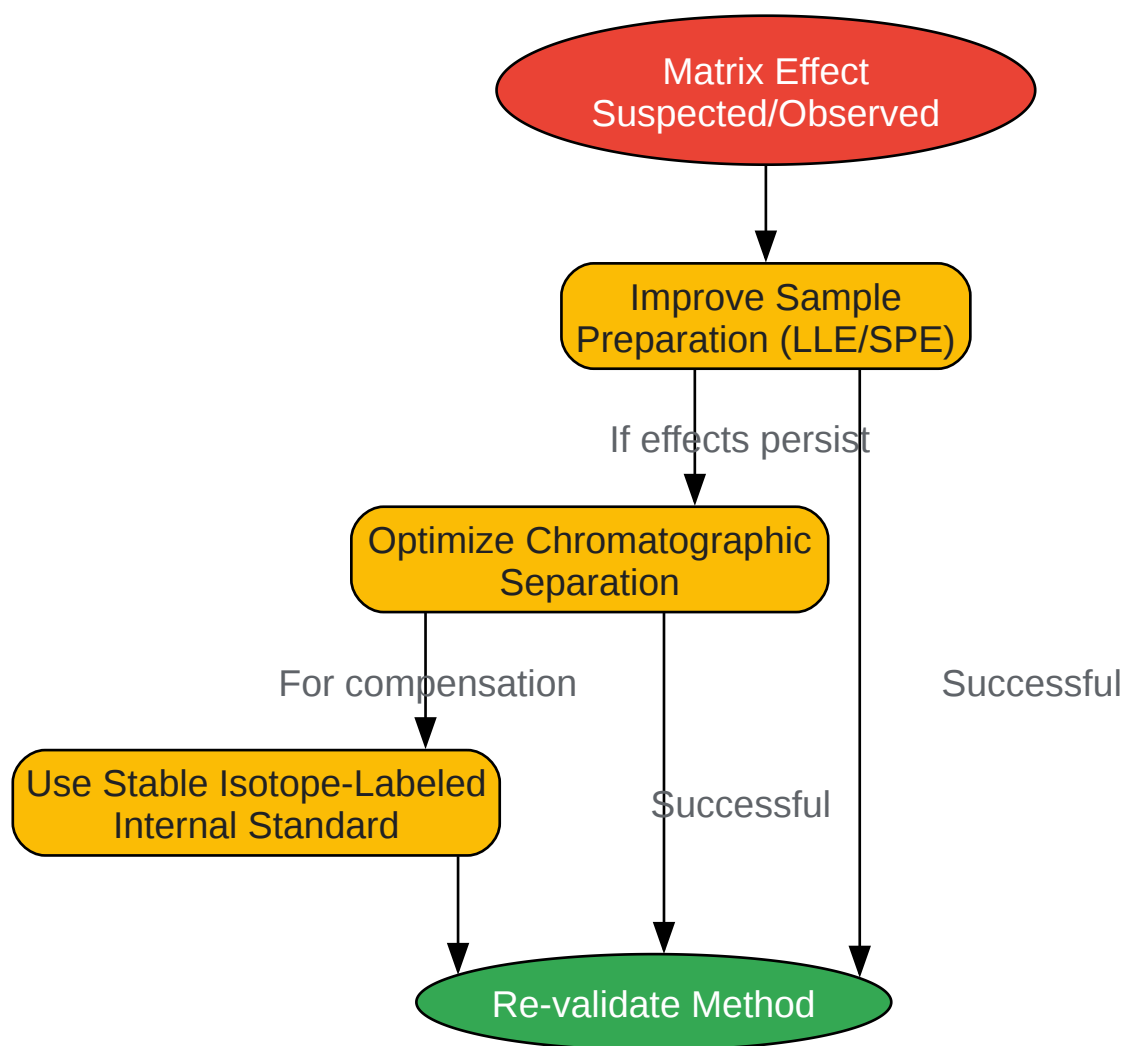 Matrix Effect
Suspected/Observed
Improve Sample
Preparation (LLE/SPE)
If effects persist
Optimize Chromatographic
Separation
For compensation
Successful
Use Stable Isotope-Labeled
Internal Standard
Successful
Re-validate Method